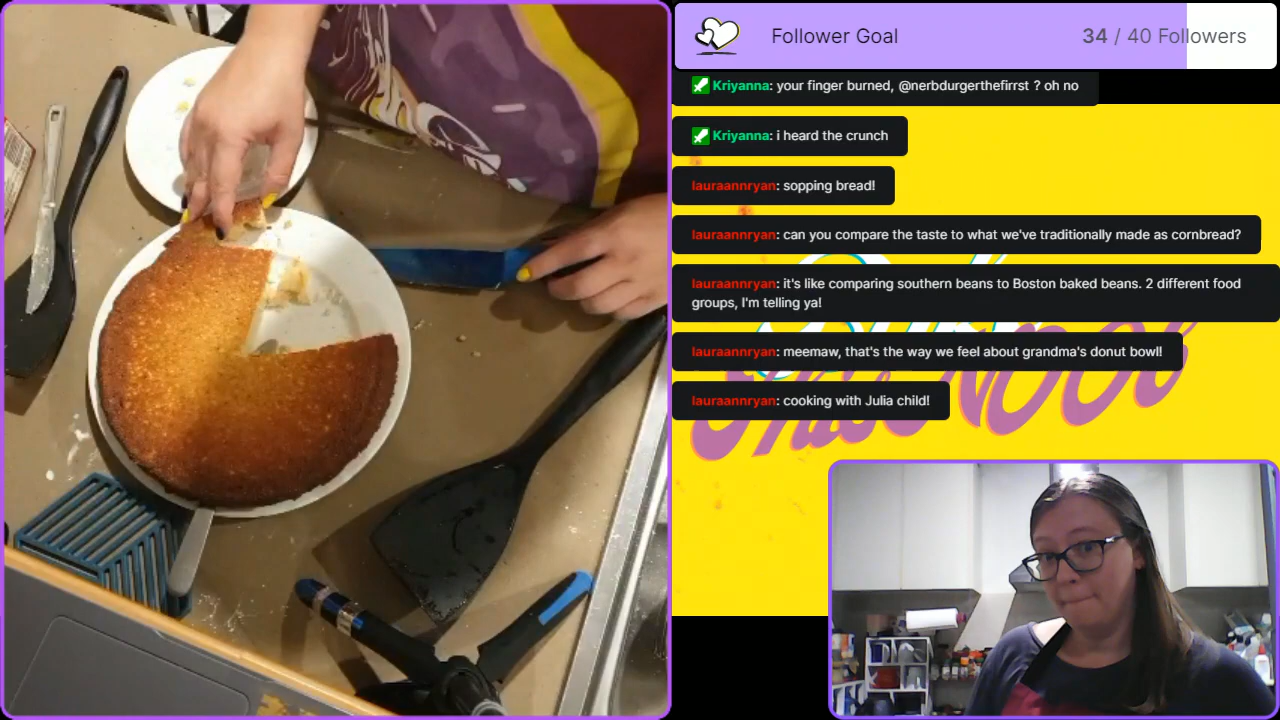 Follower Goal
34 / 40 Followers
Kriyanna: your finger burned, @nerbdurgerthefirrst ? oh no
Kriyanna: i heard the crunch
lauraannryan: sopping bread!
lauraannryan: can you compare the taste to what we've traditionally made as cornbread?
lauraannryan: it's like comparing southern beans to Boston baked beans. 2 different food
groups, I'm telling ya!
lauraannryan: meemaw, that's the way we feel about grandma's donut bowl!
lauraannryan: cooking with Julia child!